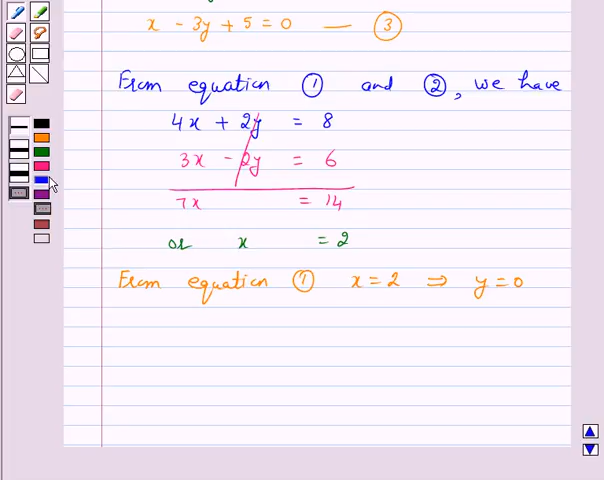 x - 3y + 5 = 0 — ③
From equation ① and ②, we have
4x + 2y = 8
3x - 2y = 6
7x = 14
or x = 2
From equation ① x = 2 ⇒ y = 0